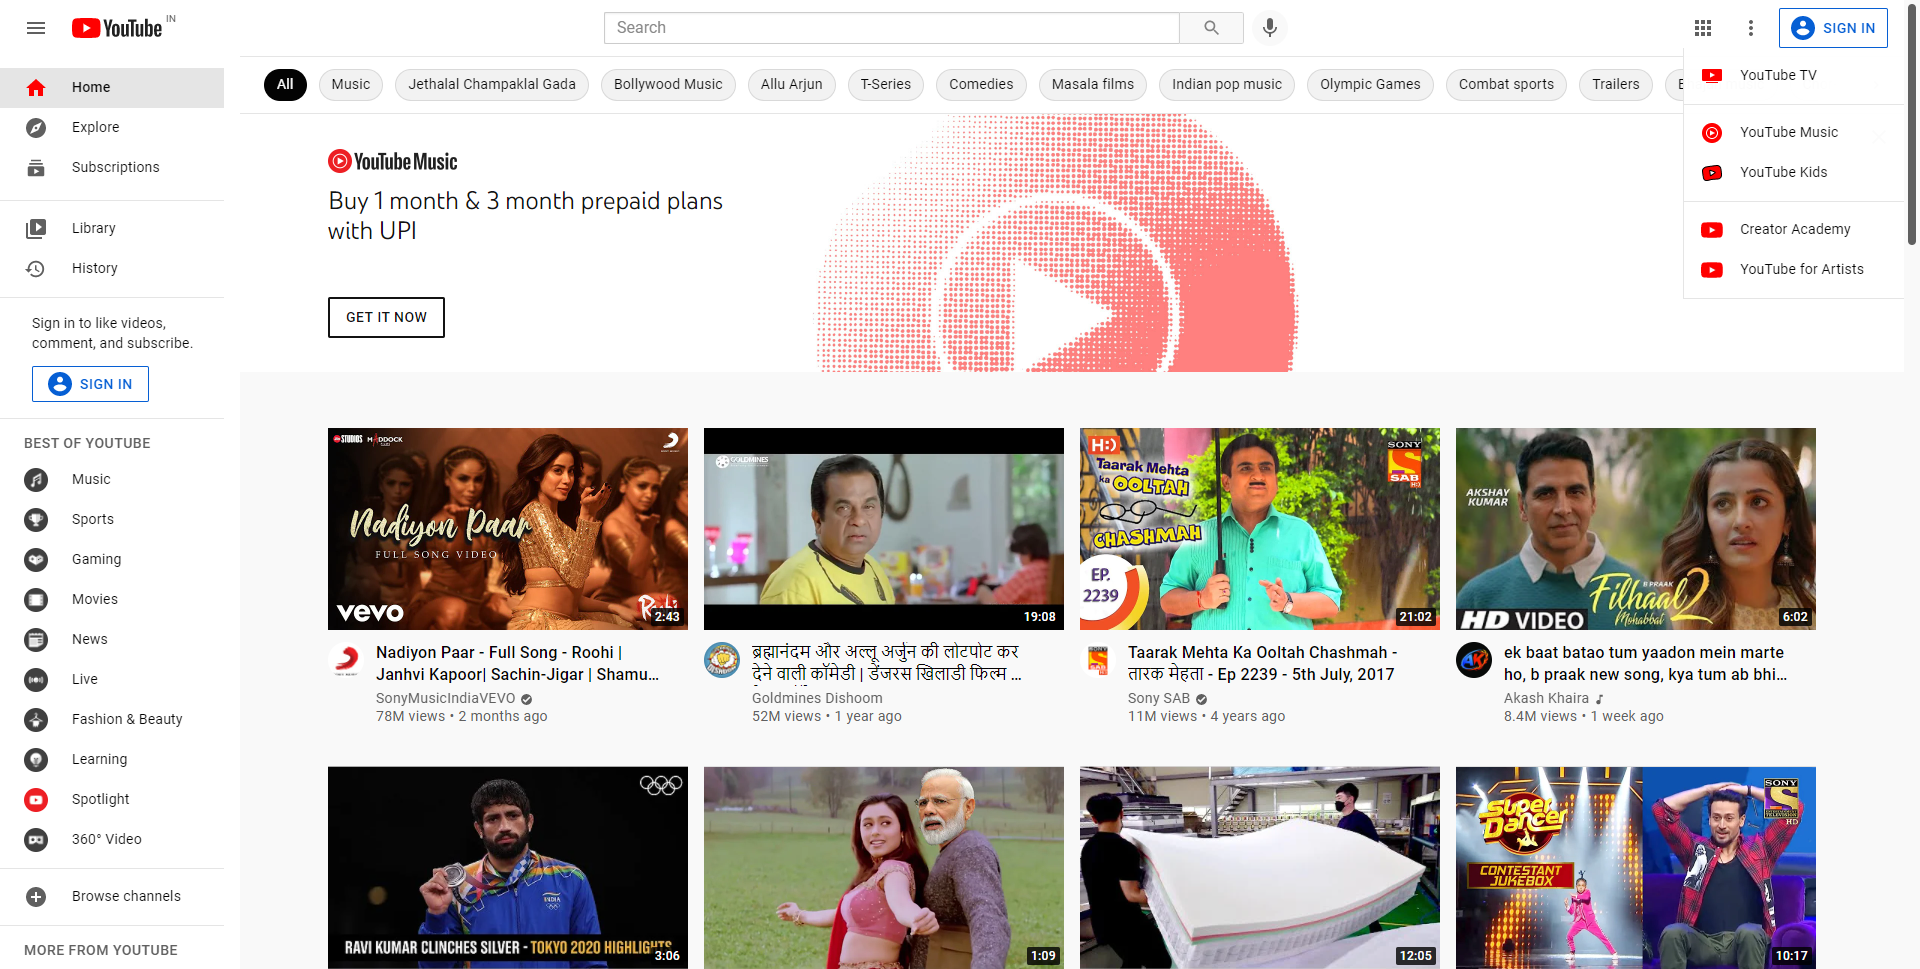 YouTube IN
Search
SIGN IN
Home
Explore
Subscriptions
Library
History
Sign in to like videos,
comment, and subscribe.
SIGN IN
BEST OF YOUTUBE
Music
Sports
Gaming
Movies
News
Live
Fashion & Beauty
Learning
Spotlight
360° Video
Browse channels
MORE FROM YOUTUBE
All
Music
Jethalal Champaklal Gada
Bollywood Music
Allu Arjun
T-Series
Comedies
Masala films
Indian pop music
Olympic Games
Combat sports
Trailers
YouTube TV
YouTube Music
YouTube Kids
Creator Academy
YouTube for Artists
YouTube Music
Buy 1 month & 3 month prepaid plans
with UPI
GET IT NOW
STUDIOS MADDOCK
Nadiyon Paar
FULL SONG VIDEO
vevo
2:43
Nadiyon Paar - Full Song - Roohi |
Janhvi Kapoor| Sachin-Jigar | Shamu...
SonyMusicIndiaVEVO
78M views • 2 months ago
GOLDMINES
19:08
ब्रह्मानंदम और अल्लू अर्जुन की लोटपोट कर
देने वाली कॉमेडी | डेंजरस खिलाडी फिल्म ...
Goldmines Dishoom
52M views • 1 year ago
HD
Taarak Mehta
ka OOLTAH
CHASHMAH
EP.
2239
SONY
SAB
HD
21:02
Taarak Mehta Ka Ooltah Chashmah -
तारक मेहता - Ep 2239 - 5th July, 2017
Sony SAB
11M views • 4 years ago
AKSHAY
KUMAR
B PRAAK
Filhaal 2
Mohabbat
HD VIDEO
6:02
ek baat batao tum yaadon mein marte
ho, b praak new song, kya tum ab bhi...
Akash Khaira
8.4M views • 1 week ago
INDIA
RAVI KUMAR CLINCHES SILVER - TOKYO 2020 HIGHLIGHTS
3:06
1:09
12:05
Super
Dancer
CONTESTANT
JUKEBOX
SONY
HD
10:17